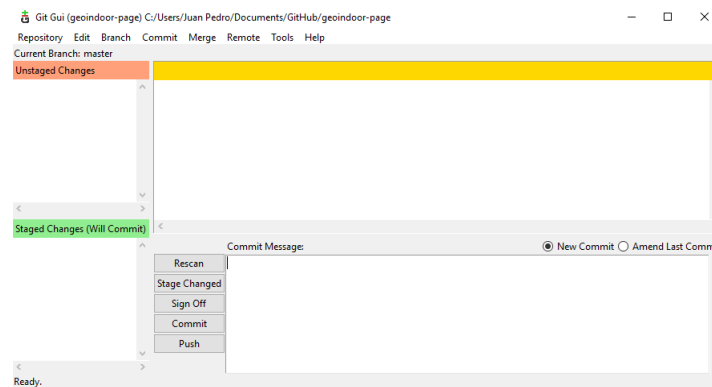 Git Gui (geoindoor-page) C:/Users/Juan Pedro/Documents/GitHub/geoindoor-page
Repository Edit Branch Commit Merge Remote Tools Help
Current Branch: master
Unstaged Changes
Staged Changes (Will Commit)
Commit Message:
New Commit
Amend Last Comm
Rescan
Stage Changed
Sign Off
Commit
Push
Ready.